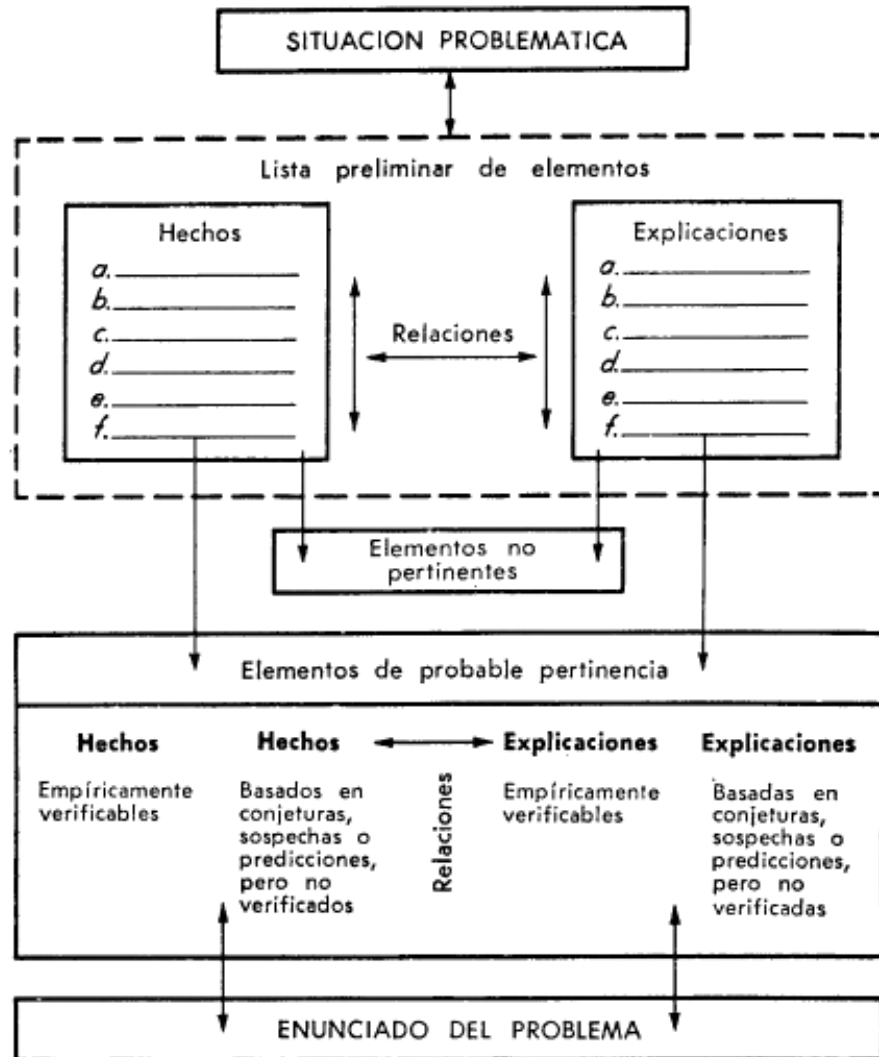 SITUACION PROBLEMATICA
Lista preliminar de elementos
Hechos
a.
b.
c.
d.
e.
f.
Relaciones
Explicaciones
a.
b.
c.
d.
e.
f.
Elementos no
pertinentes
Elementos de probable pertinencia
Hechos
Empíricamente
verificables
Hechos
Basados en
conjeturas,
sospechas o
predicciones,
pero no
verificados
Relaciones
Explicaciones
Empíricamente
verificables
Explicaciones
Basadas en
conjeturas,
sospechas o
predicciones,
pero no
verificadas
ENUNCIADO DEL PROBLEMA